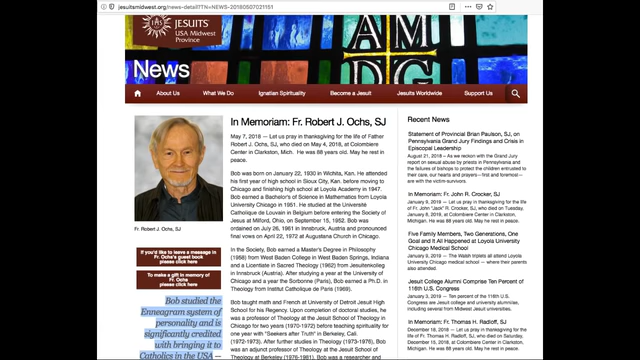 jesuitsmidwest.org/news-detail?TN=NEWS-20180507021151
JESUITS
USA Midwest
Province
AM
DG
News
About Us
What We Do
Ignatian Spirituality
Become a Jesuit
Jesuits Worldwide
Support Us
Fr. Robert J. Ochs, SJ
If you'd like to leave a message in
Fr. Ochs's guest book
please click here
To make a gift in memory of
Fr. Ochs
please click here
Bob studied the
Enneagram system of
personality and is
significantly credited
with bringing it to
Catholics in the USA —
In Memoriam: Fr. Robert J. Ochs, SJ
May 7, 2018 — Let us pray in thanksgiving for the life of Father
Robert J. Ochs, SJ, who died on May 4, 2018, at Colombiere
Center in Clarkston, Mich. He was 88 years old. May he rest in
peace.
Bob was born on January 22, 1930 in Wichita, Kan. He attended
his first year of high school in Sioux City, Kan. before moving to
Chicago and finishing high school at Loyola Academy in 1947.
Bob earned a Bachelor's of Science in Mathematics from Loyola
University Chicago in 1951. He studied at the Université
Catholique de Louvain in Belgium before entering the Society of
Jesus at Milford, Ohio, on September 15, 1952. Bob was
ordained on July 26, 1961 in Innsbruck, Austria and pronounced
final vows on April 22, 1972 at Augustana Church in Chicago.
In the Society, Bob earned a Master's Degree in Philosophy
(1958) from West Baden College in West Baden Springs, Indiana
and a Licentiate in Sacred Theology (1962) from Jesuitenkolleg
in Innsbruck (Austria). After studying a year at the University of
Chicago and a year the Sorbonne (Paris), Bob earned a Ph.D. in
Theology from Institut Catholique de Paris (1969).
Bob taught math and French at University of Detroit Jesuit High
School for his Regency. Upon completion of doctoral studies, he
was a Professor of Theology at the Jesuit School of Theology in
Chicago for two years (1970-1972) before teaching spirituality for
one year with "Seekers after Truth" in Berkeley, Cal.
(1972-1973). After further studies in Theology (1973-1976), Bob
was an adjunct professor of Theology at the Jesuit School of
Theology at Berkeley (1976-1981). Bob was a researcher and
Recent News
Statement of Provincial Brian Paulson, SJ, on
Pennsylvania Grand Jury Findings and Crisis in
Episcopal Leadership
August 21, 2018 — As we reckon with the Grand Jury
report on sexual abuse by priests in Pennsylvania
and the failures of bishops to protect the children
entrusted to their care, our hearts and prayers—first and foremost—
are with the victim-survivors.
In Memoriam: Fr. John R. Crocker, SJ
January 9, 2019 — Let us pray in thanksgiving for the life
of Fr. John "Jack" R. Crocker, SJ, who died on Tuesday,
January 8, 2019, at Colombiere Center in Clarkston,
Michigan. He was 89 years old. May he rest in peace.
Five Family Members, Two Generations, One
Goal and It All Happened at Loyola University
Chicago Medical School
January 3, 2019 — The Walsh triplets all attend Loyola
University Chicago medical school — where their parents
also attended.
Jesuit College Alumni Comprise Ten Percent of
116th U.S. Congress
January 3, 2019 — Ten percent of the 116th U.S.
Congress are Jesuit college and university alumni,
including several from Midwest Jesuit universities.
In Memoriam: Fr. Thomas H. Radloff, SJ
December 18, 2018 — Let us pray in thanksgiving for the
life of Fr. Thomas H. Radloff, SJ, who died on Saturday,
December 15, 2018, at Colombiere Center in Clarkston,
Michigan.